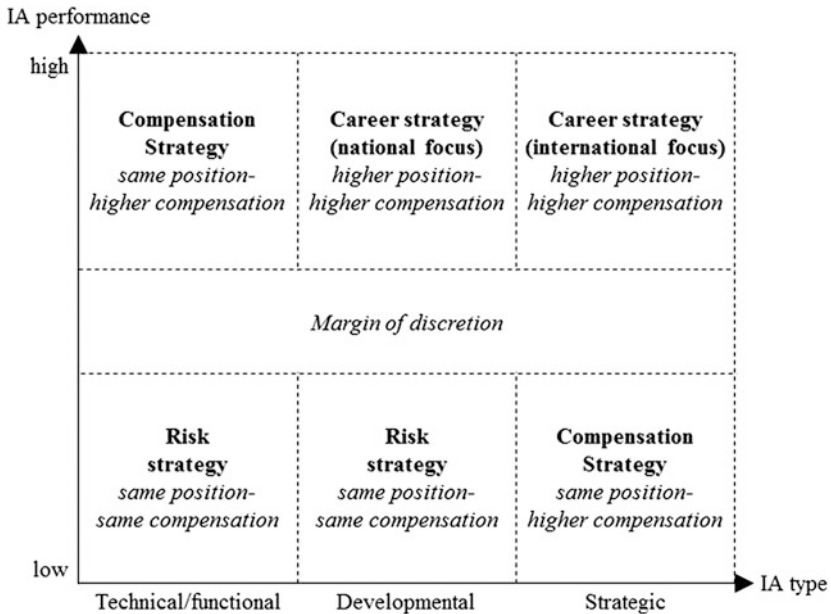 IA performance
high
Compensation
Strategy
same position-
higher compensation
Career strategy
(national focus)
higher position-
higher compensation
Career strategy
(international focus)
higher position-
higher compensation
Margin of discretion
Risk
strategy
same position-
same compensation
Risk
strategy
same position-
same compensation
Compensation
Strategy
same position-
higher compensation
low
IA type
Technical/functional
Developmental
Strategic